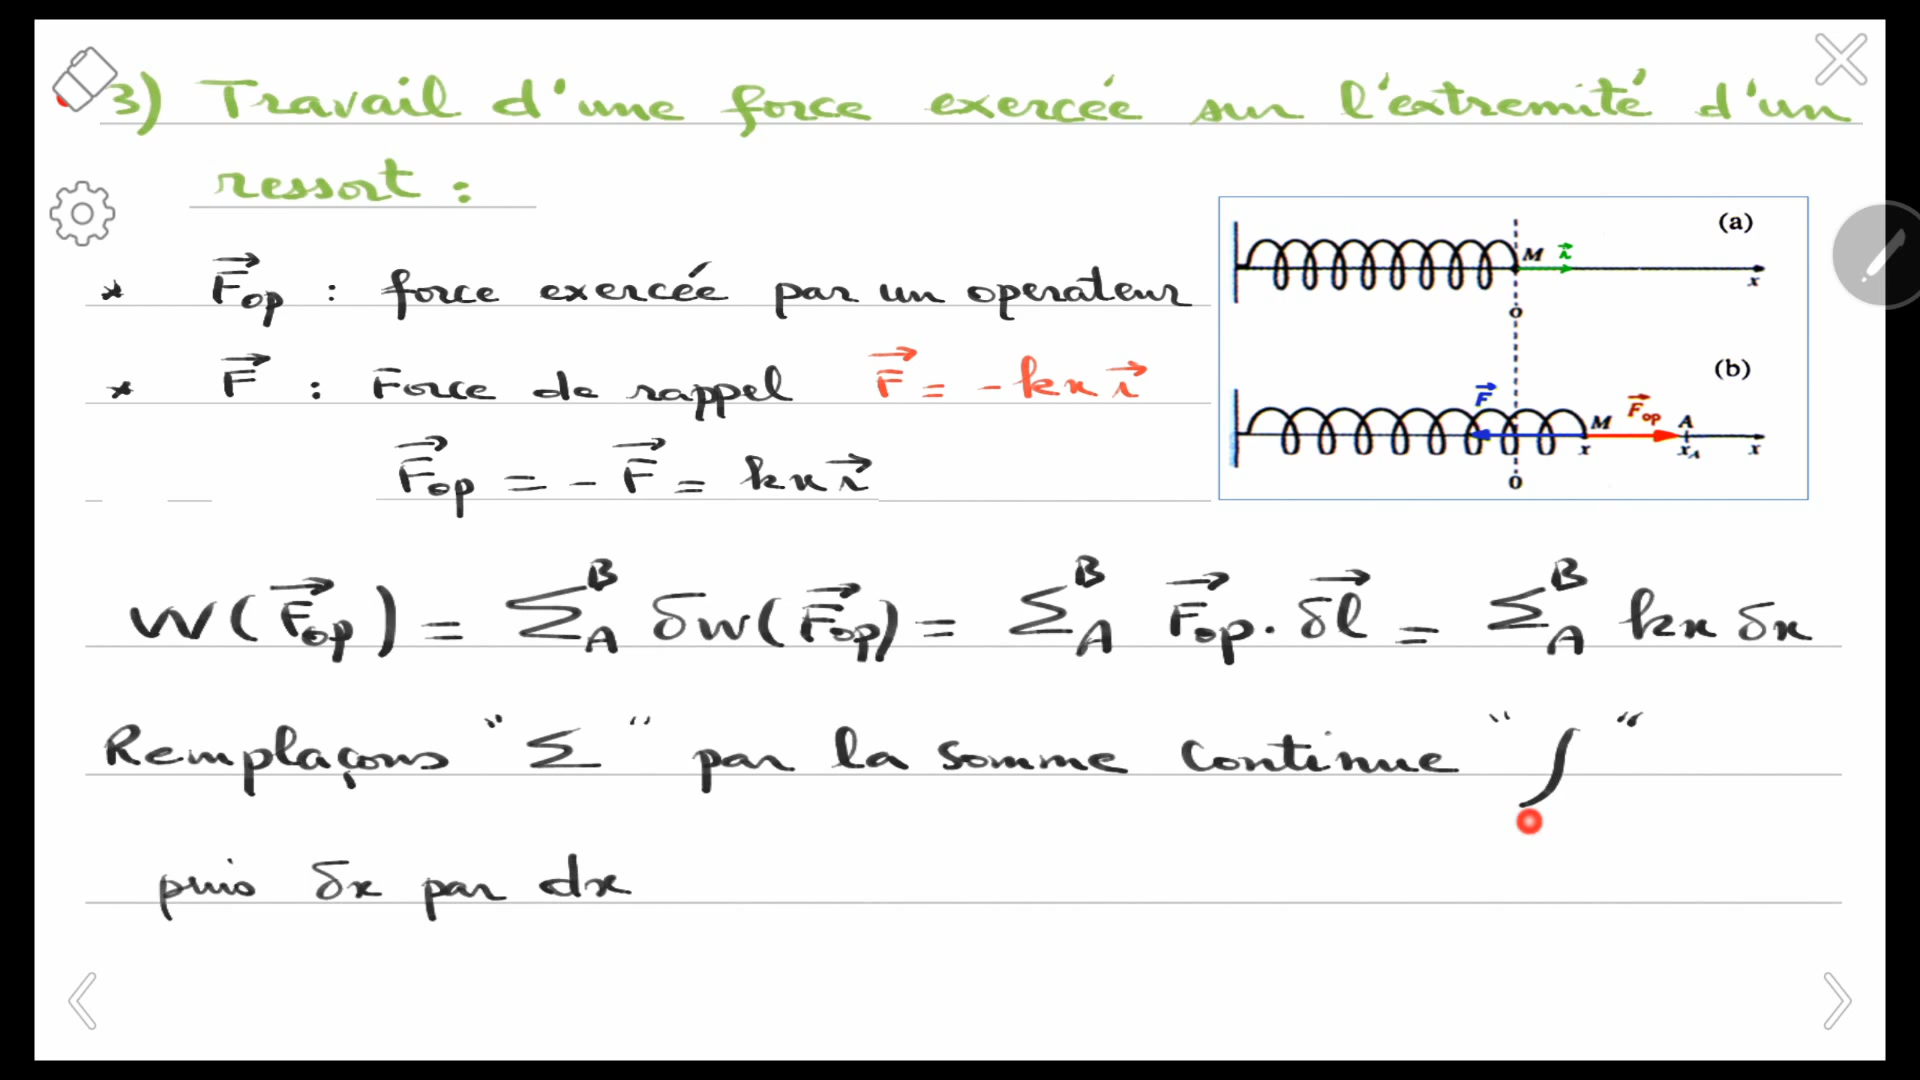 3) Travail d'une force exercée sur l'extremité d'un
ressort :
* F⃗op : force exercée par un operateur
* F⃗ : Force de rappel F⃗ = - kx i⃗
F⃗op = - F⃗ = kx i⃗
(a)
M i⃗
x
O
(b)
F⃗ M F⃗op A
x xA x
O
W(F⃗op) = Σ_A^B δW(F⃗op) = Σ_A^B F⃗op . δl⃗ = Σ_A^B kx δx
Remplaçons " Σ " par la somme continue " ∫ "
puis δx par dx